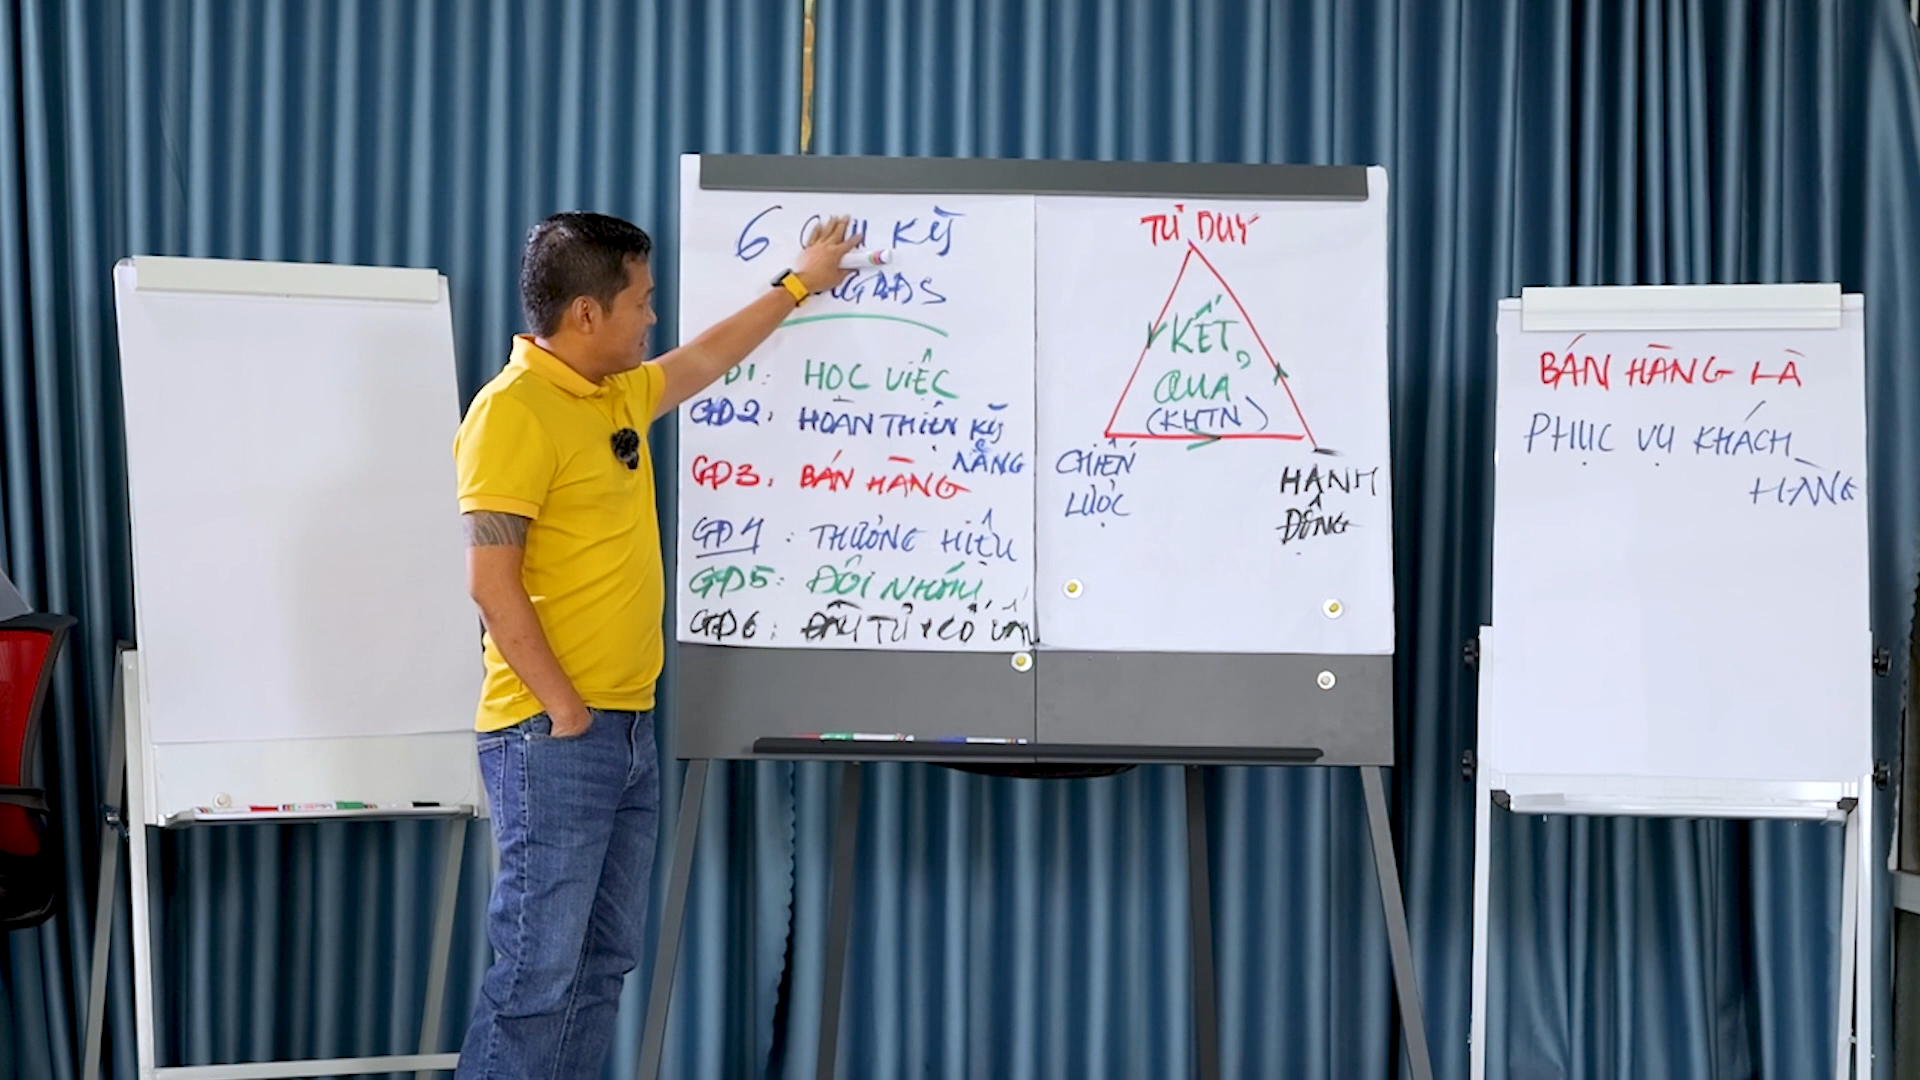 6 CHU KỲ
NGBĐS
GĐ1: HỌC VIỆC
GĐ2: HOÀN THIỆN KỸ
NĂNG
GĐ3: BÁN HÀNG
GĐ4: THƯƠNG HIỆU
GĐ5: ĐỘI NHÓM
GĐ6: ĐẦU TƯ + CỐ VẤN
TƯ DUY
KẾT
QUẢ
(KHTN)
CHIẾN
LƯỢC
HÀNH
ĐỘNG
BÁN HÀNG LÀ
PHỤC VỤ KHÁCH
HÀNG